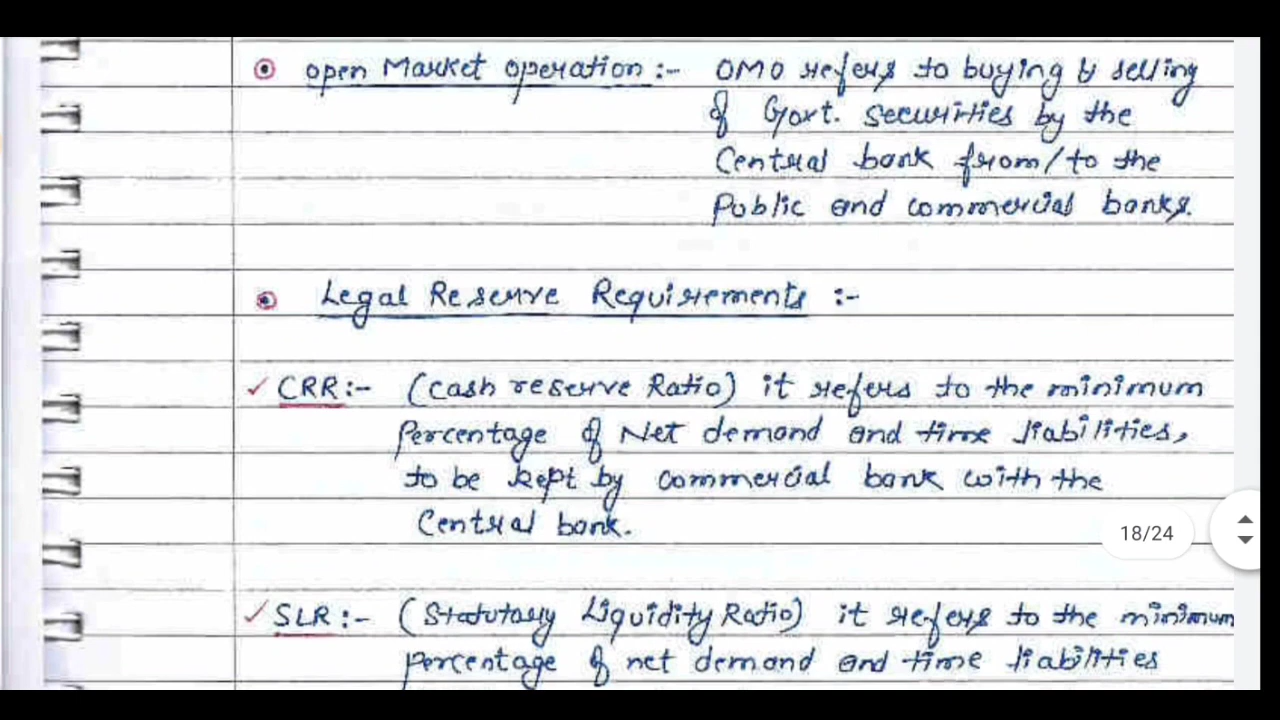 open Market operation :- OMO refers to buying & selling
of Govt. securities by the
Central bank from/to the
Public and commercial banks.
Legal Reserve Requirements :-
✓ CRR :- (cash reserve Ratio) it refers to the minimum
percentage of Net demand and time liabilities,
to be kept by commercial bank with the
Central bank.
18/24
✓ SLR :- (Statutary Liquidity Ratio) it refers to the minimum
percentage of net demand and time liabilities